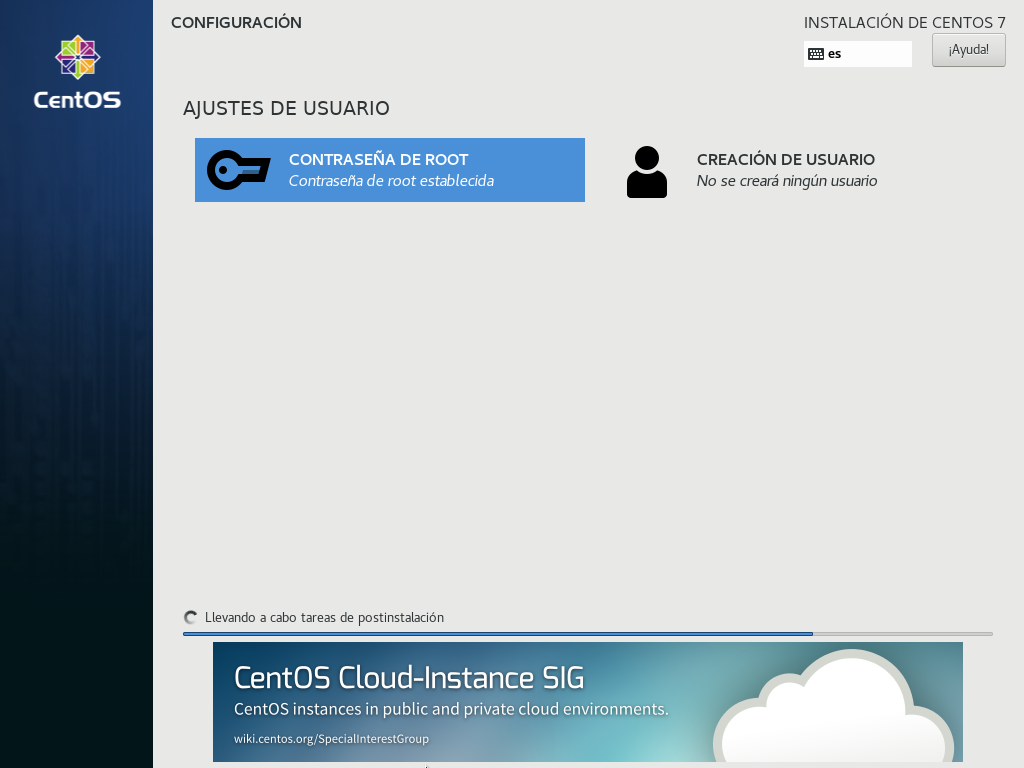 CentOS
CONFIGURACIÓN
INSTALACIÓN DE CENTOS 7
es
¡Ayuda!
AJUSTES DE USUARIO
CONTRASEÑA DE ROOT
Contraseña de root establecida
CREACIÓN DE USUARIO
No se creará ningún usuario
Llevando a cabo tareas de postinstalación
CentOS Cloud-Instance SIG
CentOS instances in public and private cloud environments.
wiki.centos.org/SpecialInterestGroup